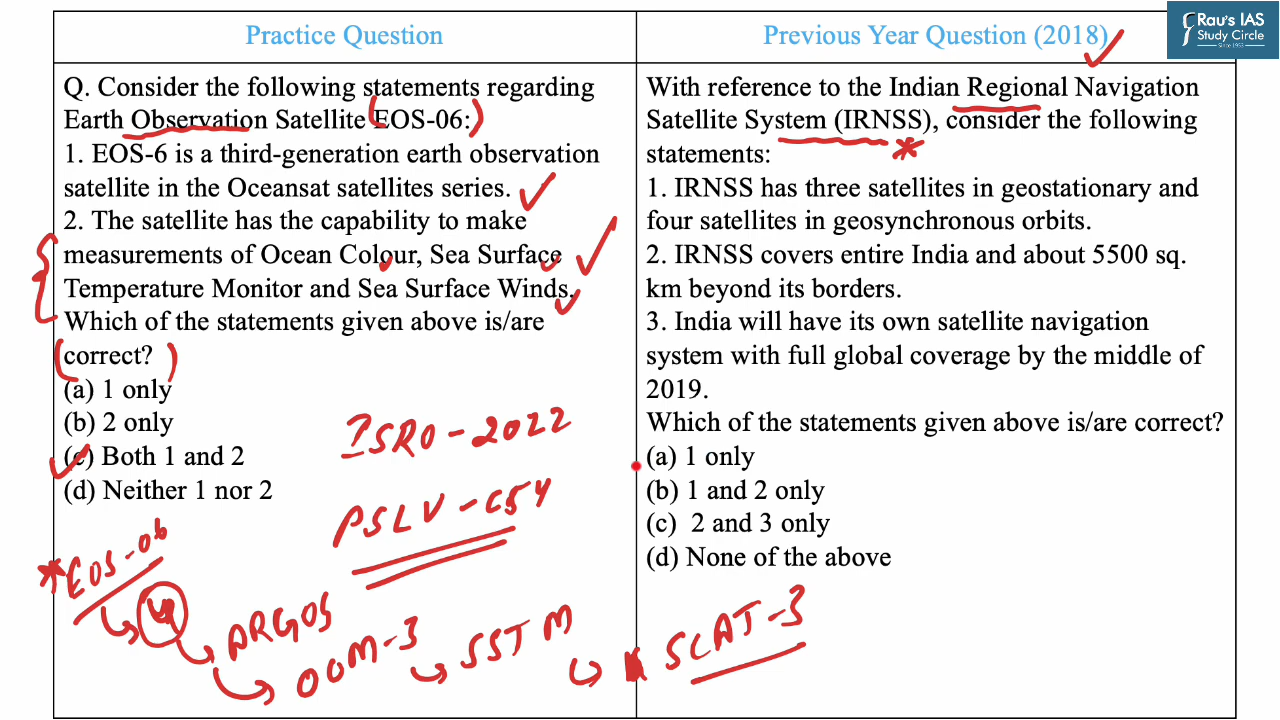 Practice Question
Q. Consider the following statements regarding
Earth Observation Satellite EOS-06:
1. EOS-6 is a third-generation earth observation
satellite in the Oceansat satellites series.
2. The satellite has the capability to make
measurements of Ocean Colour, Sea Surface
Temperature Monitor and Sea Surface Winds.
Which of the statements given above is/are
correct?
(a) 1 only
(b) 2 only
(c) Both 1 and 2
(d) Neither 1 nor 2
ISRO - 2022
PSLV - C54
*EOS-06
ARGOS
OOM-3
SSTM
SCAT-3
Previous Year Question (2018)
With reference to the Indian Regional Navigation
Satellite System (IRNSS), consider the following
statements:
1. IRNSS has three satellites in geostationary and
four satellites in geosynchronous orbits.
2. IRNSS covers entire India and about 5500 sq.
km beyond its borders.
3. India will have its own satellite navigation
system with full global coverage by the middle of
2019.
Which of the statements given above is/are correct?
(a) 1 only
(b) 1 and 2 only
(c) 2 and 3 only
(d) None of the above
Rau's IAS
Study Circle
Since 1953